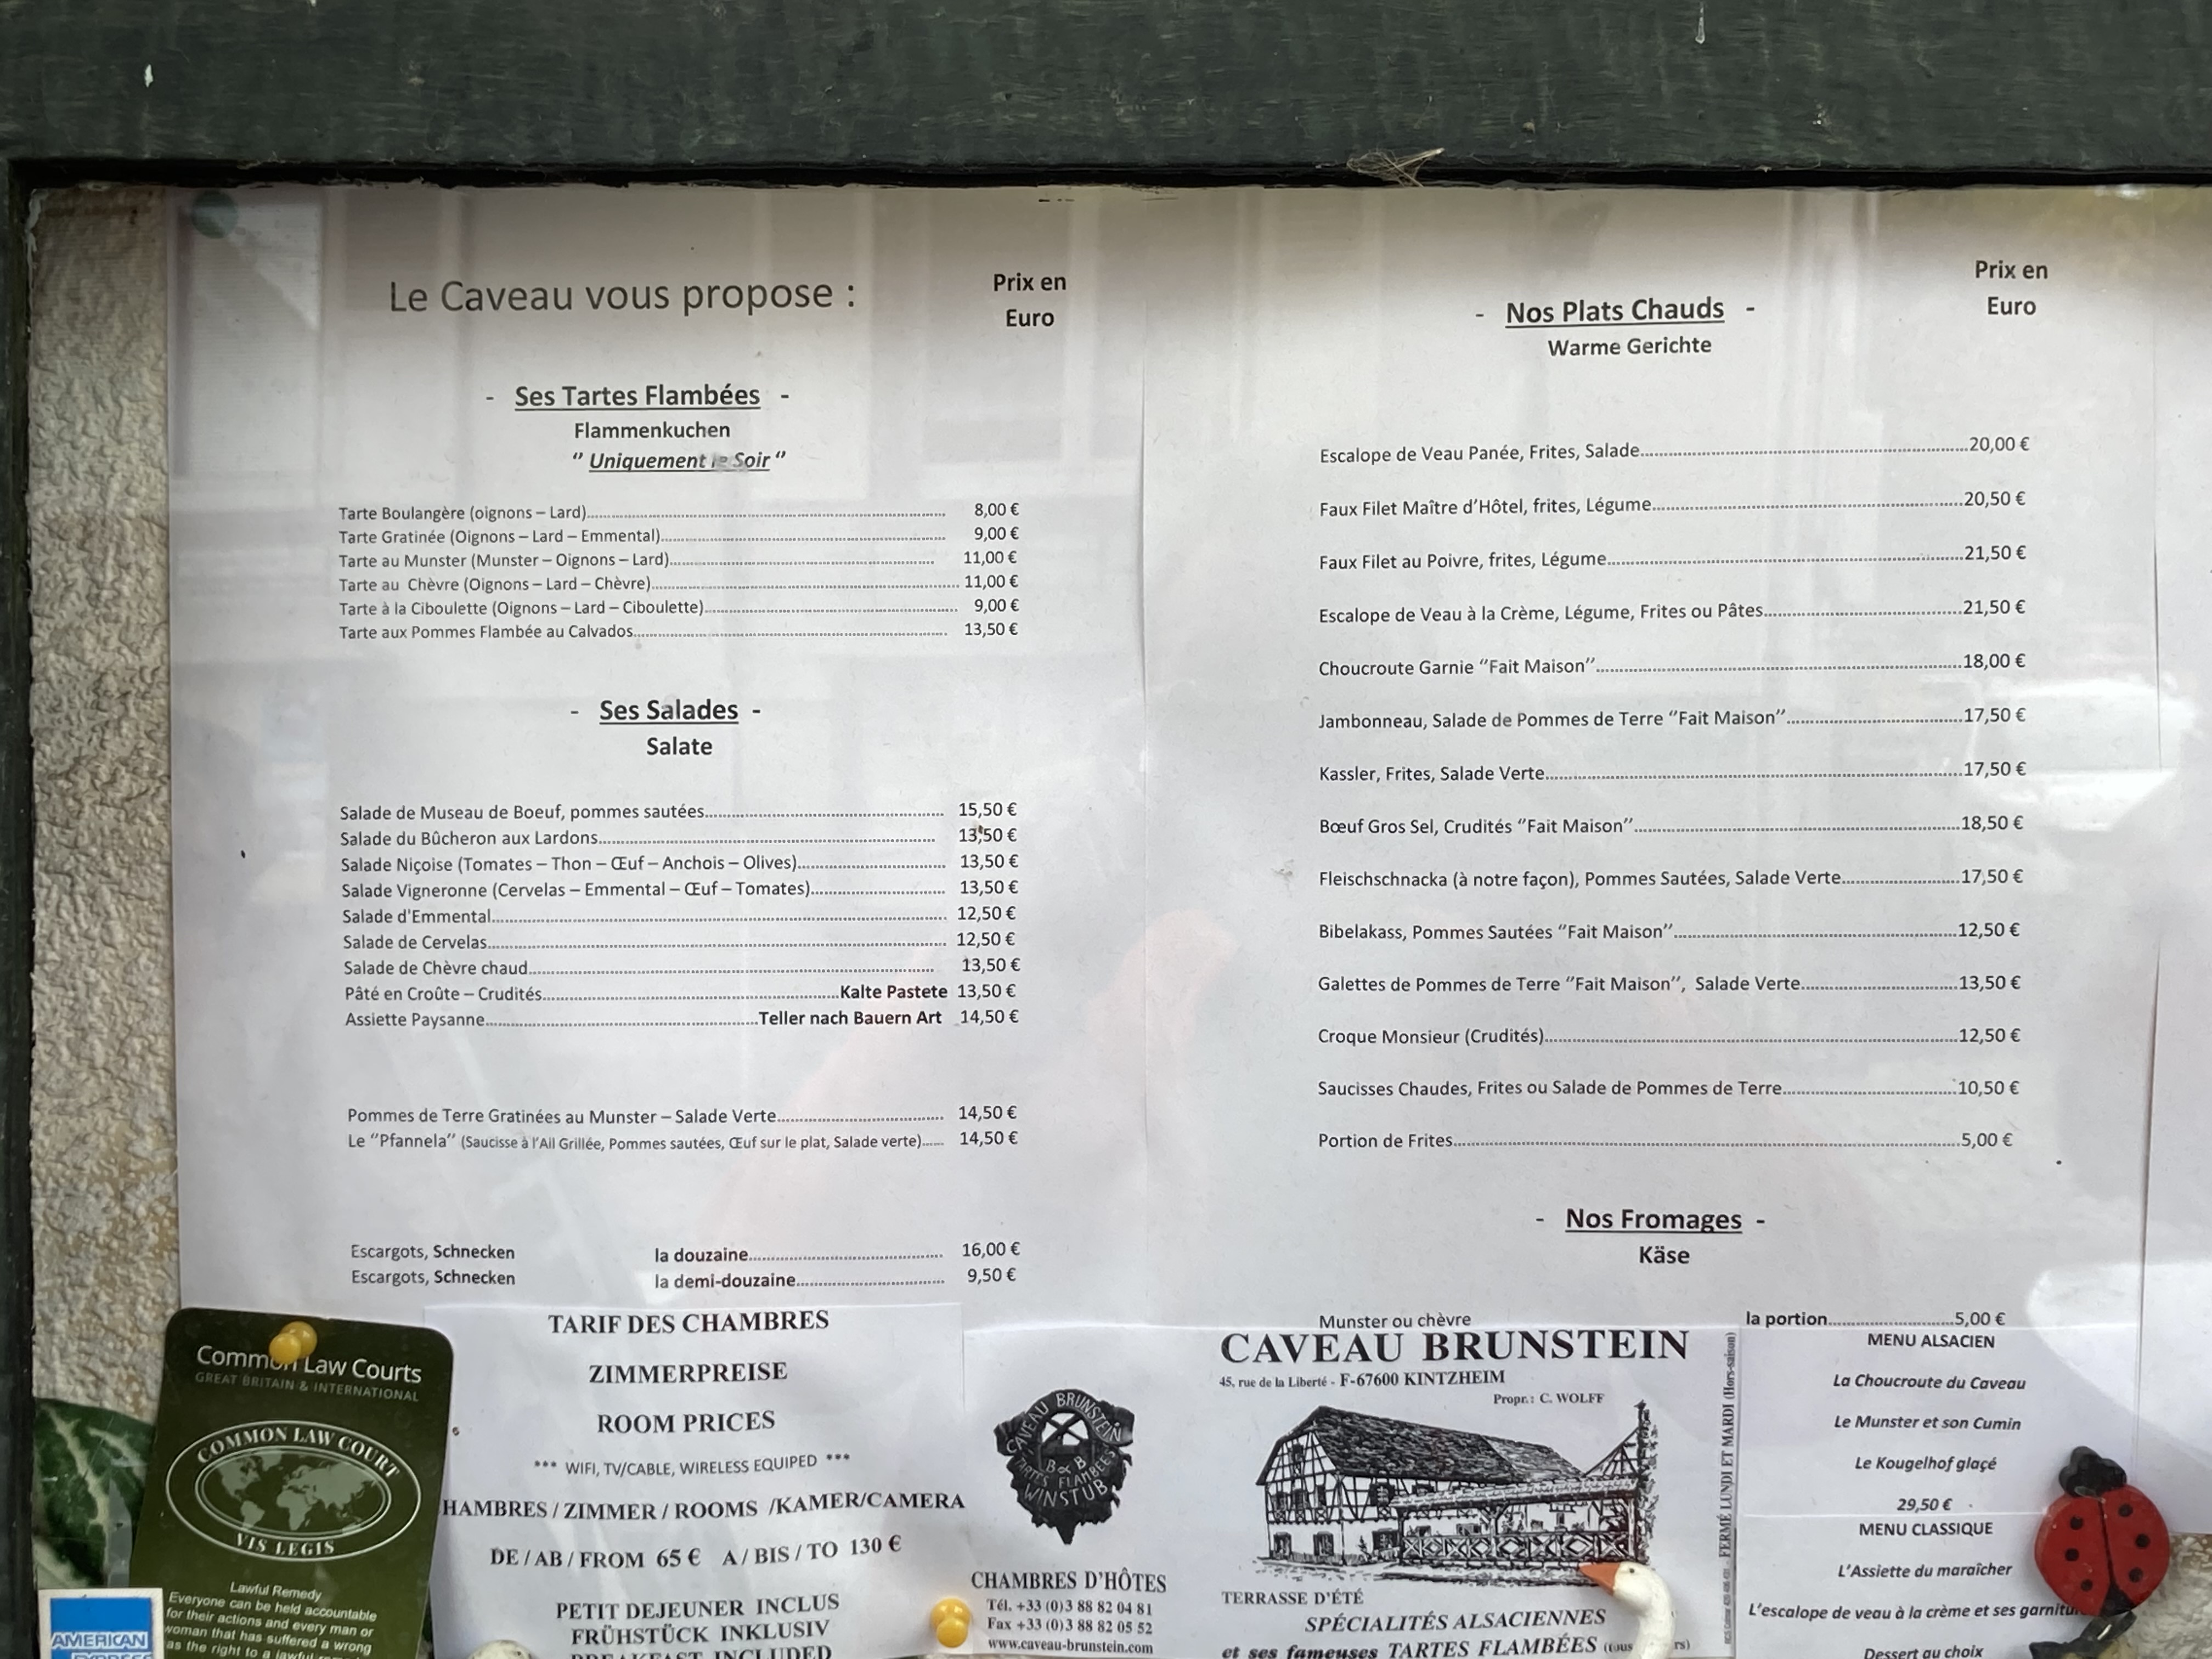 Le Caveau vous propose :
Prix en
Euro
- Ses Tartes Flambées -
Flammenkuchen
‘’ Uniquement le Soir ‘’
Tarte Boulangère (oignons – Lard)........ 8,00 €
Tarte Gratinée (Oignons – Lard – Emmental)........ 9,00 €
Tarte au Munster (Munster – Oignons – Lard)........ 11,00 €
Tarte au Chèvre (Oignons – Lard – Chèvre)........ 11,00 €
Tarte à la Ciboulette (Oignons – Lard – Ciboulette)........ 9,00 €
Tarte aux Pommes Flambée au Calvados........ 13,50 €
- Ses Salades -
Salate
Salade de Museau de Boeuf, pommes sautées........ 15,50 €
Salade du Bûcheron aux Lardons........ 13,50 €
Salade Niçoise (Tomates – Thon – Œuf – Anchois – Olives)........ 13,50 €
Salade Vigneronne (Cervelas – Emmental – Œuf – Tomates)........ 13,50 €
Salade d'Emmental........ 12,50 €
Salade de Cervelas........ 12,50 €
Salade de Chèvre chaud........ 13,50 €
Pâté en Croûte – Crudités........Kalte Pastete 13,50 €
Assiette Paysanne........Teller nach Bauern Art 14,50 €
Pommes de Terre Gratinées au Munster – Salade Verte........ 14,50 €
Le ‘’Pfannela’’ (Saucisse à l’Ail Grillée, Pommes sautées, Œuf sur le plat, Salade verte)...... 14,50 €
Escargots, Schnecken la douzaine........ 16,00 €
Escargots, Schnecken la demi-douzaine........ 9,50 €
Prix en
Euro
- Nos Plats Chauds -
Warme Gerichte
Escalope de Veau Panée, Frites, Salade........20,00 €
Faux Filet Maître d’Hôtel, frites, Légume........20,50 €
Faux Filet au Poivre, frites, Légume........21,50 €
Escalope de Veau à la Crème, Légume, Frites ou Pâtes........21,50 €
Choucroute Garnie ‘’Fait Maison’’........18,00 €
Jambonneau, Salade de Pommes de Terre ‘’Fait Maison’’........17,50 €
Kassler, Frites, Salade Verte........17,50 €
Bœuf Gros Sel, Crudités ‘’Fait Maison’’........18,50 €
Fleischschnacka (à notre façon), Pommes Sautées, Salade Verte........17,50 €
Bibelakass, Pommes Sautées ‘’Fait Maison’’........12,50 €
Galettes de Pommes de Terre ‘’Fait Maison’’, Salade Verte........13,50 €
Croque Monsieur (Crudités)........12,50 €
Saucisses Chaudes, Frites ou Salade de Pommes de Terre........10,50 €
Portion de Frites........5,00 €
- Nos Fromages -
Käse
Munster ou chèvre la portion........5,00 €
Common Law Courts
GREAT BRITAIN & INTERNATIONAL
COMMON LAW COURT
VIS LEGIS
Lawful Remedy
Everyone can be held accountable
for their actions and every man or
woman that has suffered a wrong
as the right to a lawful
AMERICAN
EXPRESS
TARIF DES CHAMBRES
ZIMMERPREISE
ROOM PRICES
*** WIFI, TV/CABLE, WIRELESS EQUIPED ***
HAMBRES / ZIMMER / ROOMS /KAMER/CAMERA
DE / AB / FROM 65 € A / BIS / TO 130 €
PETIT DEJEUNER INCLUS
FRÜHSTÜCK INKLUSIV
BREAKFAST INCLUDED
CAVEAU BRUNSTEIN
B & B
TARTES FLAMBÉES
WINSTUB
CHAMBRES D'HÔTES
Tél. +33 (0)3 88 82 04 81
Fax +33 (0)3 88 82 05 52
www.caveau-brunstein.com
CAVEAU BRUNSTEIN
45, rue de la Liberté - F-67600 KINTZHEIM
Propr.: C. WOLFF
TERRASSE D'ÉTÉ
SPÉCIALITÉS ALSACIENNES
et ses fameuses TARTES FLAMBÉES
FERMÉ LUNDI ET MARDI (Hors-saison)
MENU ALSACIEN
La Choucroute du Caveau
Le Munster et son Cumin
Le Kougelhof glaçé
29,50 €
MENU CLASSIQUE
L’Assiette du maraîcher
L’escalope de veau à la crème et ses garnitur
Dessert au choix